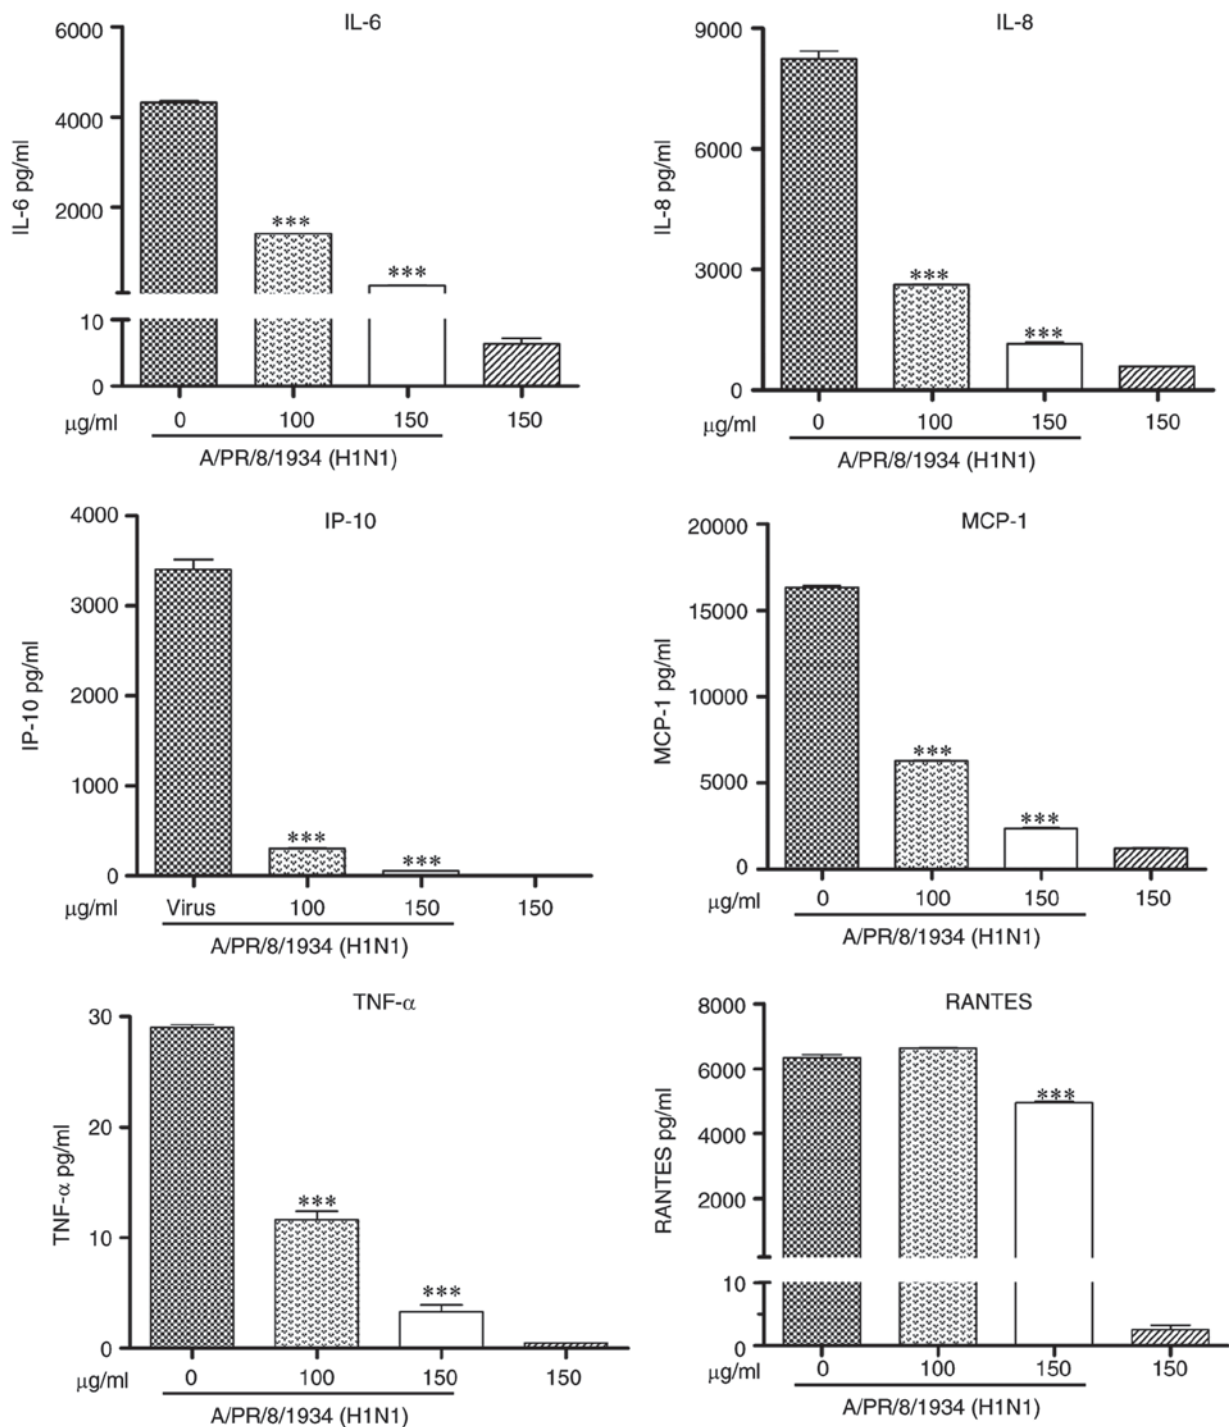 IL-6
6000
4000
2000
10
0
IL-6 pg/ml
***
***
µg/ml 0 100 150 150
A/PR/8/1934 (H1N1)
IL-8
9000
6000
3000
0
IL-8 pg/ml
***
***
µg/ml 0 100 150 150
A/PR/8/1934 (H1N1)
IP-10
4000
3000
2000
1000
0
IP-10 pg/ml
***
***
µg/ml Virus 100 150 150
A/PR/8/1934 (H1N1)
MCP-1
20000
15000
10000
5000
0
MCP-1 pg/ml
***
***
µg/ml 0 100 150 150
A/PR/8/1934 (H1N1)
TNF-α
30
20
10
0
TNF-α pg/ml
***
***
µg/ml 0 100 150 150
A/PR/8/1934 (H1N1)
RANTES
8000
6000
4000
2000
10
0
RANTES pg/ml
***
µg/ml 0 100 150 150
A/PR/8/1934 (H1N1)